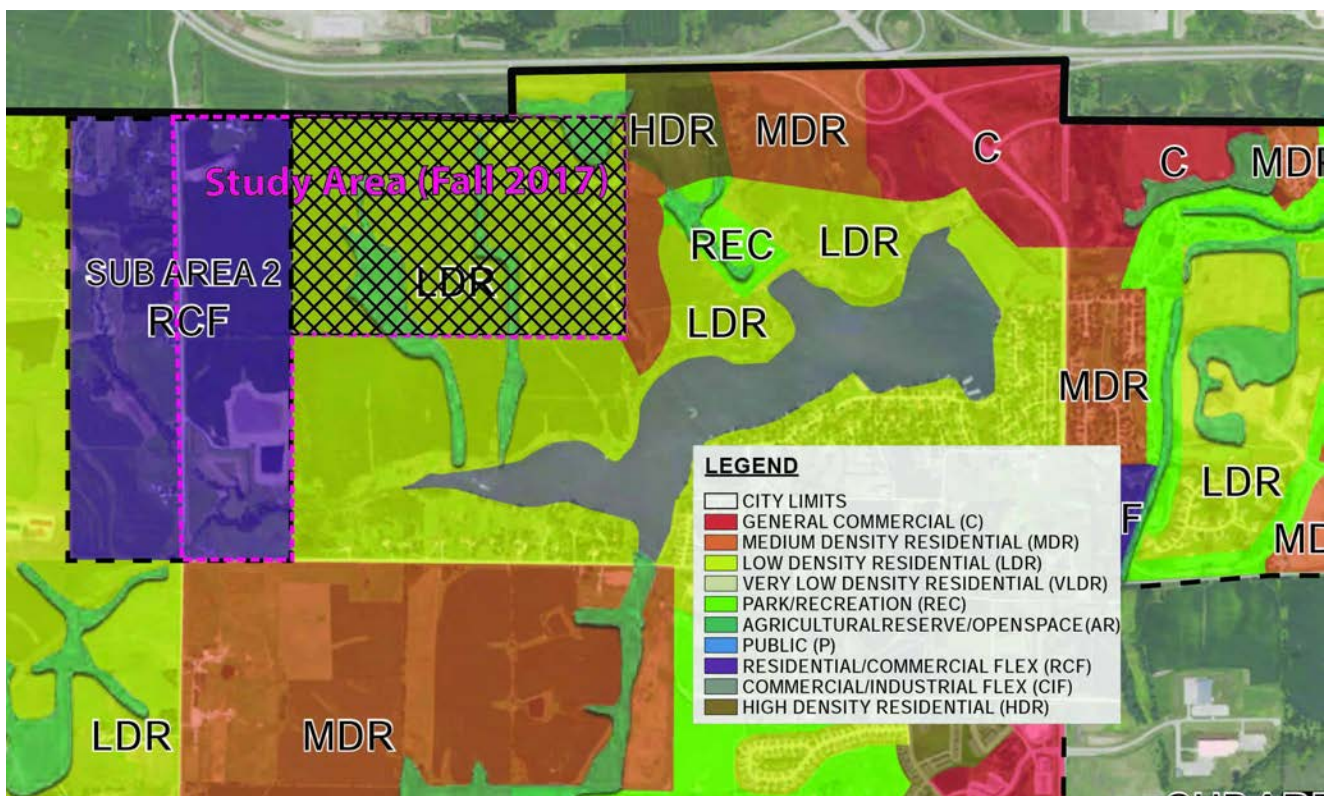 HDR
MDR
C
C
MDR
Study Area (Fall 2017)
REC
LDR
SUB AREA 2
RCF
LDR
LDR
MDR
LDR
F
MD
LEGEND
CITY LIMITS
GENERAL COMMERCIAL (C)
MEDIUM DENSITY RESIDENTIAL (MDR)
LOW DENSITY RESIDENTIAL (LDR)
VERY LOW DENSITY RESIDENTIAL (VLDR)
PARK/RECREATION (REC)
AGRICULTURALRESERVE/OPENSPACE(AR)
PUBLIC (P)
RESIDENTIAL/COMMERCIAL FLEX (RCF)
COMMERCIAL/INDUSTRIAL FLEX (CIF)
HIGH DENSITY RESIDENTIAL (HDR)
LDR
MDR